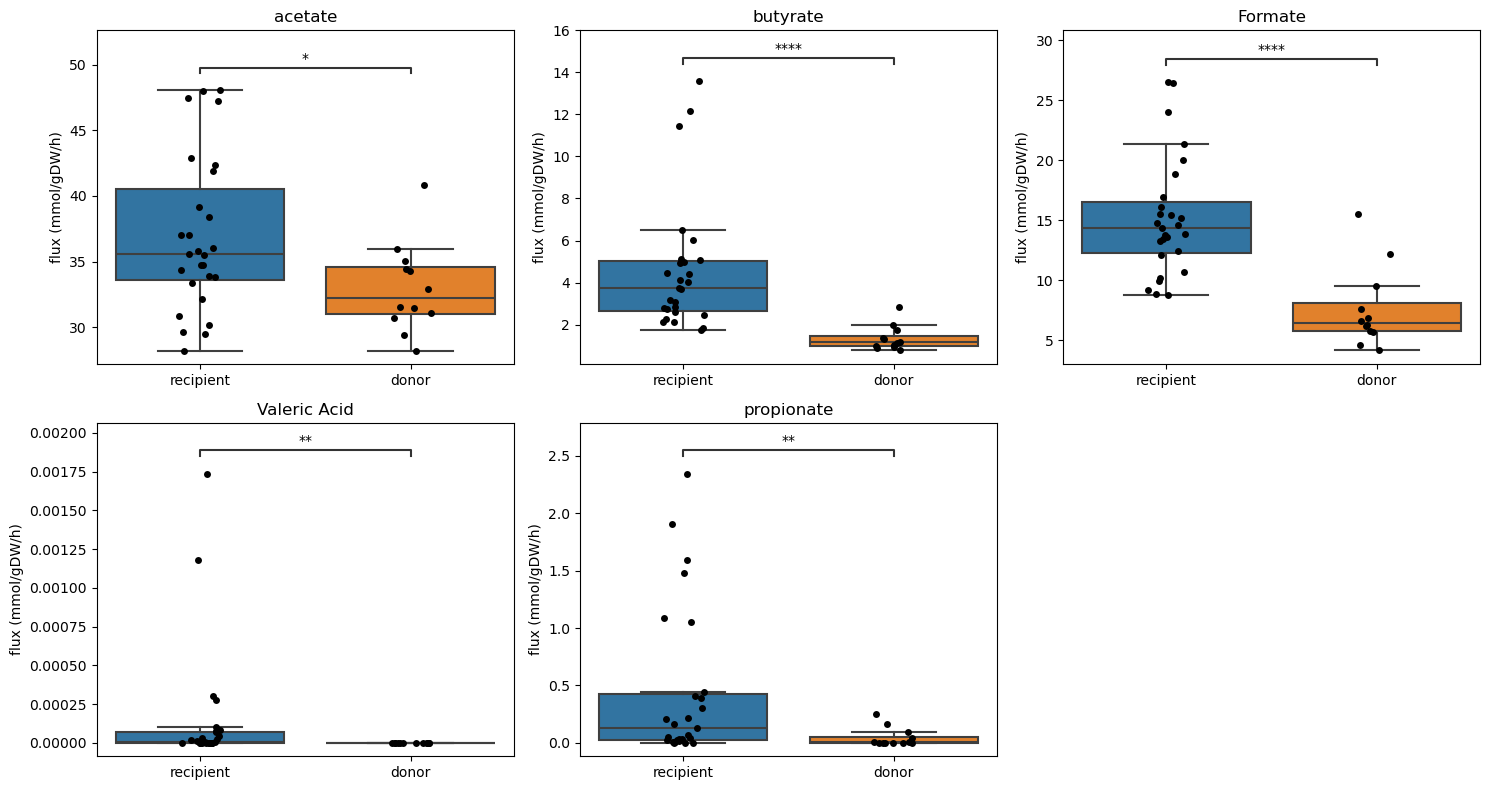 acetate
*
flux (mmol/gDW/h)
50
45
40
35
30
recipient donor
butyrate
****
flux (mmol/gDW/h)
16
14
12
10
8
6
4
2
recipient donor
Formate
****
flux (mmol/gDW/h)
30
25
20
15
10
5
recipient donor
Valeric Acid
**
flux (mmol/gDW/h)
0.00200
0.00175
0.00150
0.00125
0.00100
0.00075
0.00050
0.00025
0.00000
recipient donor
propionate
**
flux (mmol/gDW/h)
2.5
2.0
1.5
1.0
0.5
0.0
recipient donor